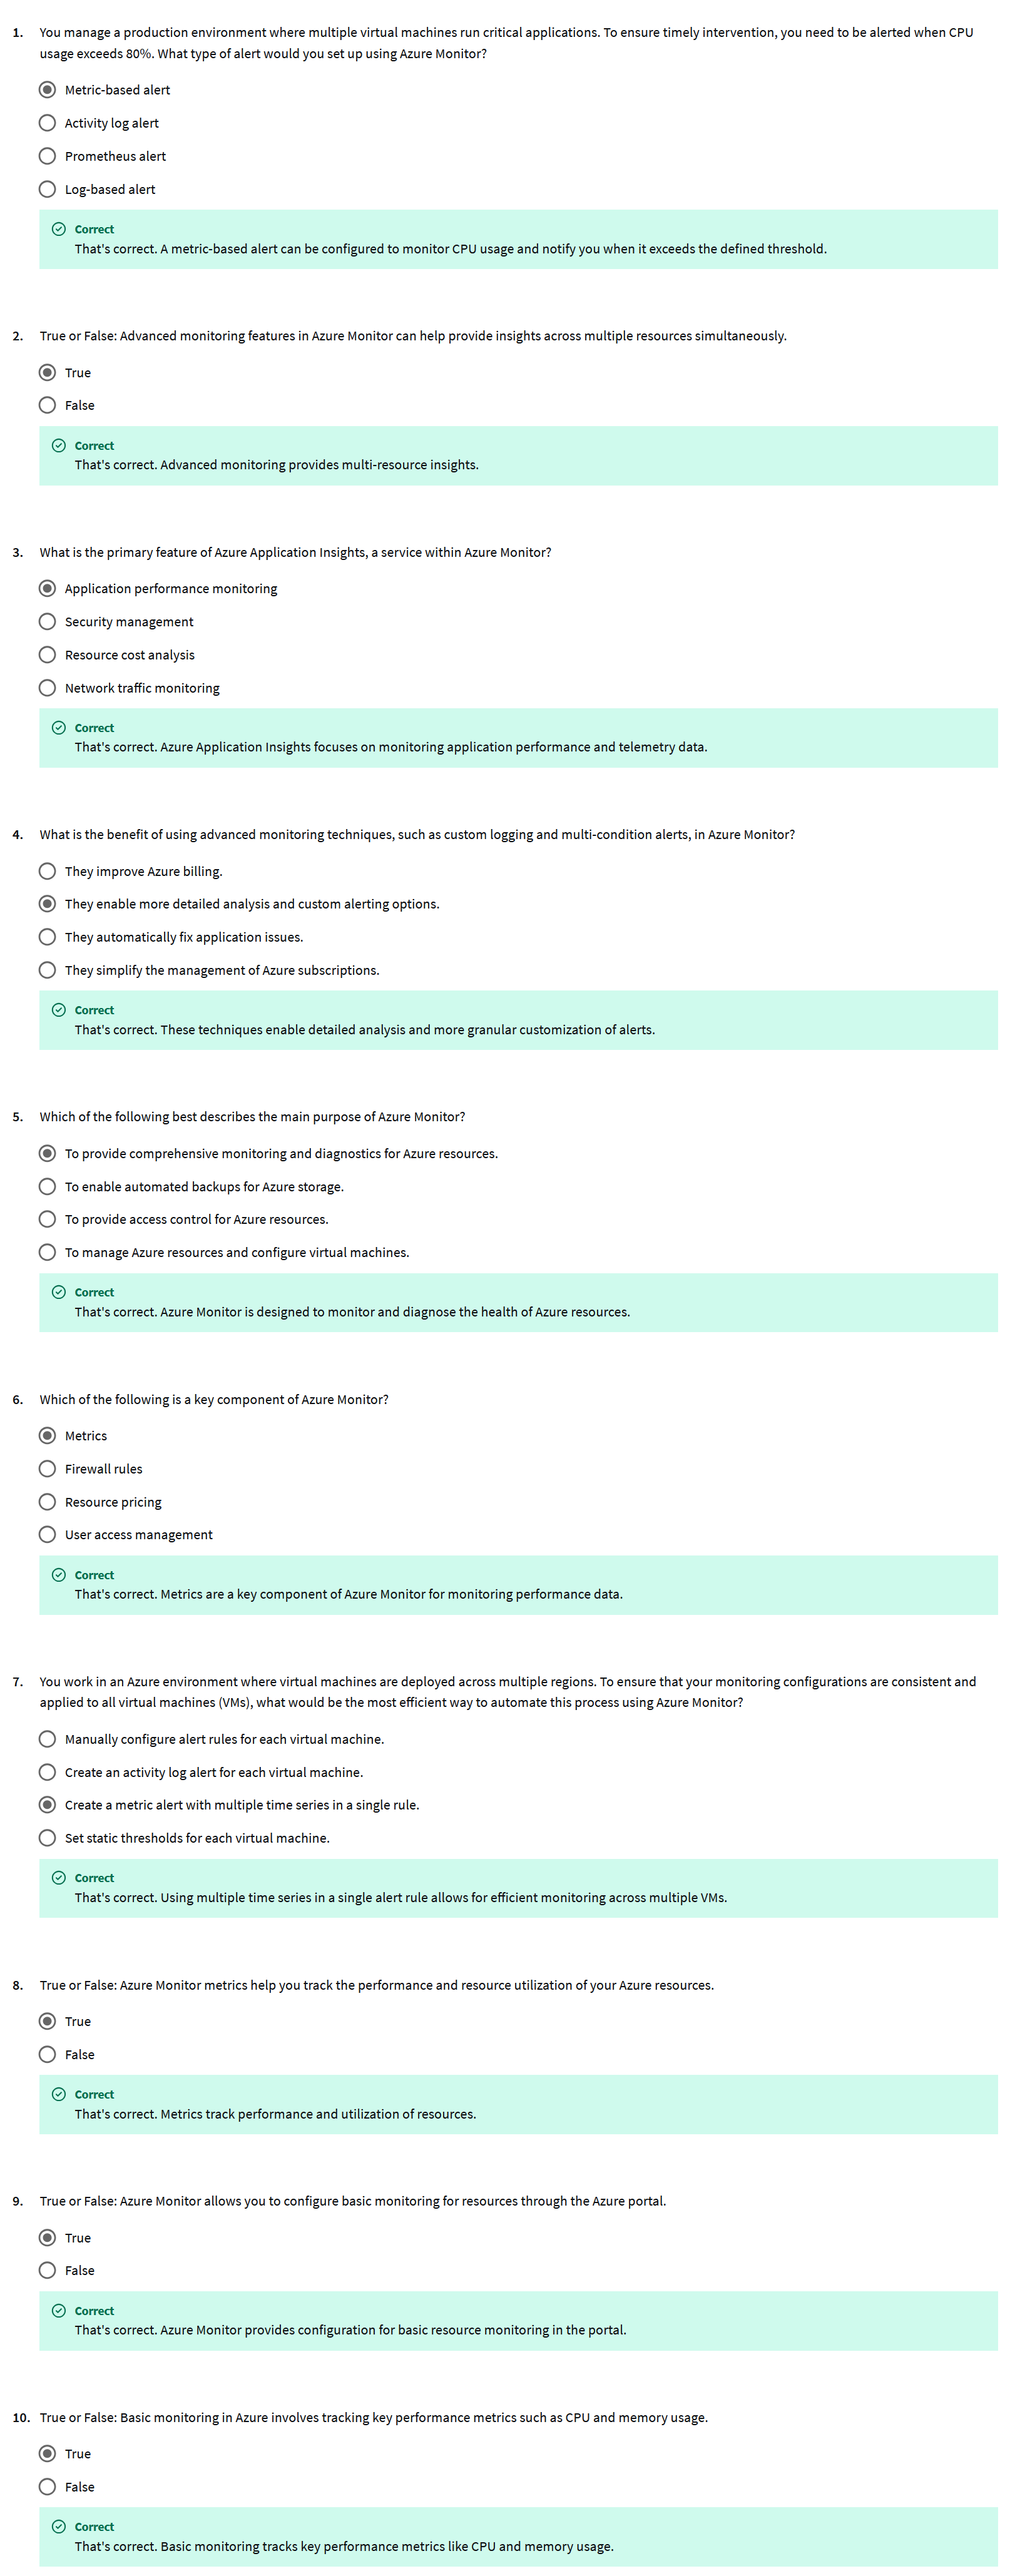 1. You manage a production environment where multiple virtual machines run critical applications. To ensure timely intervention, you need to be alerted when CPU
usage exceeds 80%. What type of alert would you set up using Azure Monitor?
Metric-based alert
Activity log alert
Prometheus alert
Log-based alert
Correct
That's correct. A metric-based alert can be configured to monitor CPU usage and notify you when it exceeds the defined threshold.
2. True or False: Advanced monitoring features in Azure Monitor can help provide insights across multiple resources simultaneously.
True
False
Correct
That's correct. Advanced monitoring provides multi-resource insights.
3. What is the primary feature of Azure Application Insights, a service within Azure Monitor?
Application performance monitoring
Security management
Resource cost analysis
Network traffic monitoring
Correct
That's correct. Azure Application Insights focuses on monitoring application performance and telemetry data.
4. What is the benefit of using advanced monitoring techniques, such as custom logging and multi-condition alerts, in Azure Monitor?
They improve Azure billing.
They enable more detailed analysis and custom alerting options.
They automatically fix application issues.
They simplify the management of Azure subscriptions.
Correct
That's correct. These techniques enable detailed analysis and more granular customization of alerts.
5. Which of the following best describes the main purpose of Azure Monitor?
To provide comprehensive monitoring and diagnostics for Azure resources.
To enable automated backups for Azure storage.
To provide access control for Azure resources.
To manage Azure resources and configure virtual machines.
Correct
That's correct. Azure Monitor is designed to monitor and diagnose the health of Azure resources.
6. Which of the following is a key component of Azure Monitor?
Metrics
Firewall rules
Resource pricing
User access management
Correct
That's correct. Metrics are a key component of Azure Monitor for monitoring performance data.
7. You work in an Azure environment where virtual machines are deployed across multiple regions. To ensure that your monitoring configurations are consistent and
applied to all virtual machines (VMs), what would be the most efficient way to automate this process using Azure Monitor?
Manually configure alert rules for each virtual machine.
Create an activity log alert for each virtual machine.
Create a metric alert with multiple time series in a single rule.
Set static thresholds for each virtual machine.
Correct
That's correct. Using multiple time series in a single alert rule allows for efficient monitoring across multiple VMs.
8. True or False: Azure Monitor metrics help you track the performance and resource utilization of your Azure resources.
True
False
Correct
That's correct. Metrics track performance and utilization of resources.
9. True or False: Azure Monitor allows you to configure basic monitoring for resources through the Azure portal.
True
False
Correct
That's correct. Azure Monitor provides configuration for basic resource monitoring in the portal.
10. True or False: Basic monitoring in Azure involves tracking key performance metrics such as CPU and memory usage.
True
False
Correct
That's correct. Basic monitoring tracks key performance metrics like CPU and memory usage.